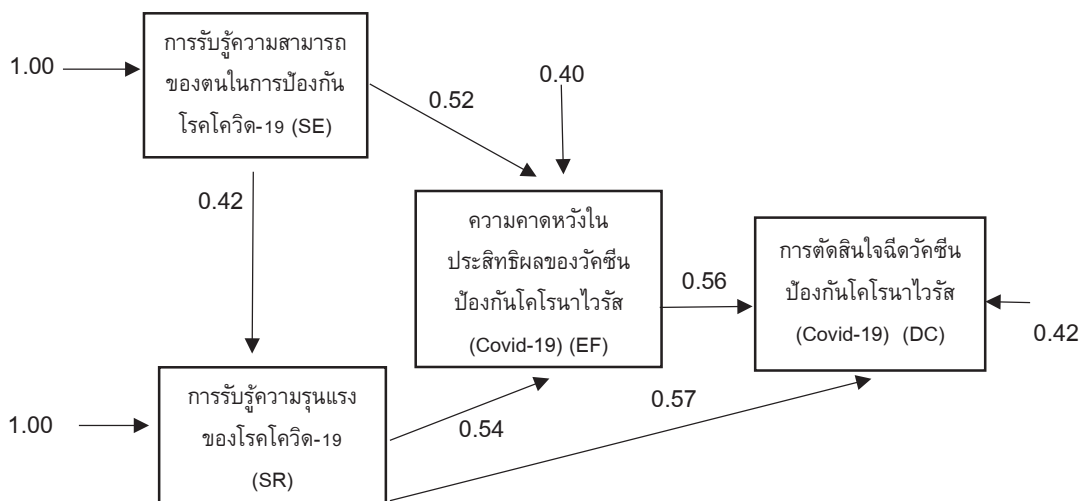 การรับรู้ความสามารถ
ของตนในการป้องกัน
โรคโควิด-19 (SE)
1.00
0.40
0.52
0.42
ความคาดหวังใน
ประสิทธิผลของวัคซีน
ป้องกันโคโรนาไวรัส
(Covid-19) (EF)
0.56
การตัดสินใจฉีดวัคซีน
ป้องกันโคโรนาไวรัส
(Covid-19) (DC)
0.42
การรับรู้ความรุนแรง
ของโรคโควิด-19
(SR)
1.00
0.54
0.57